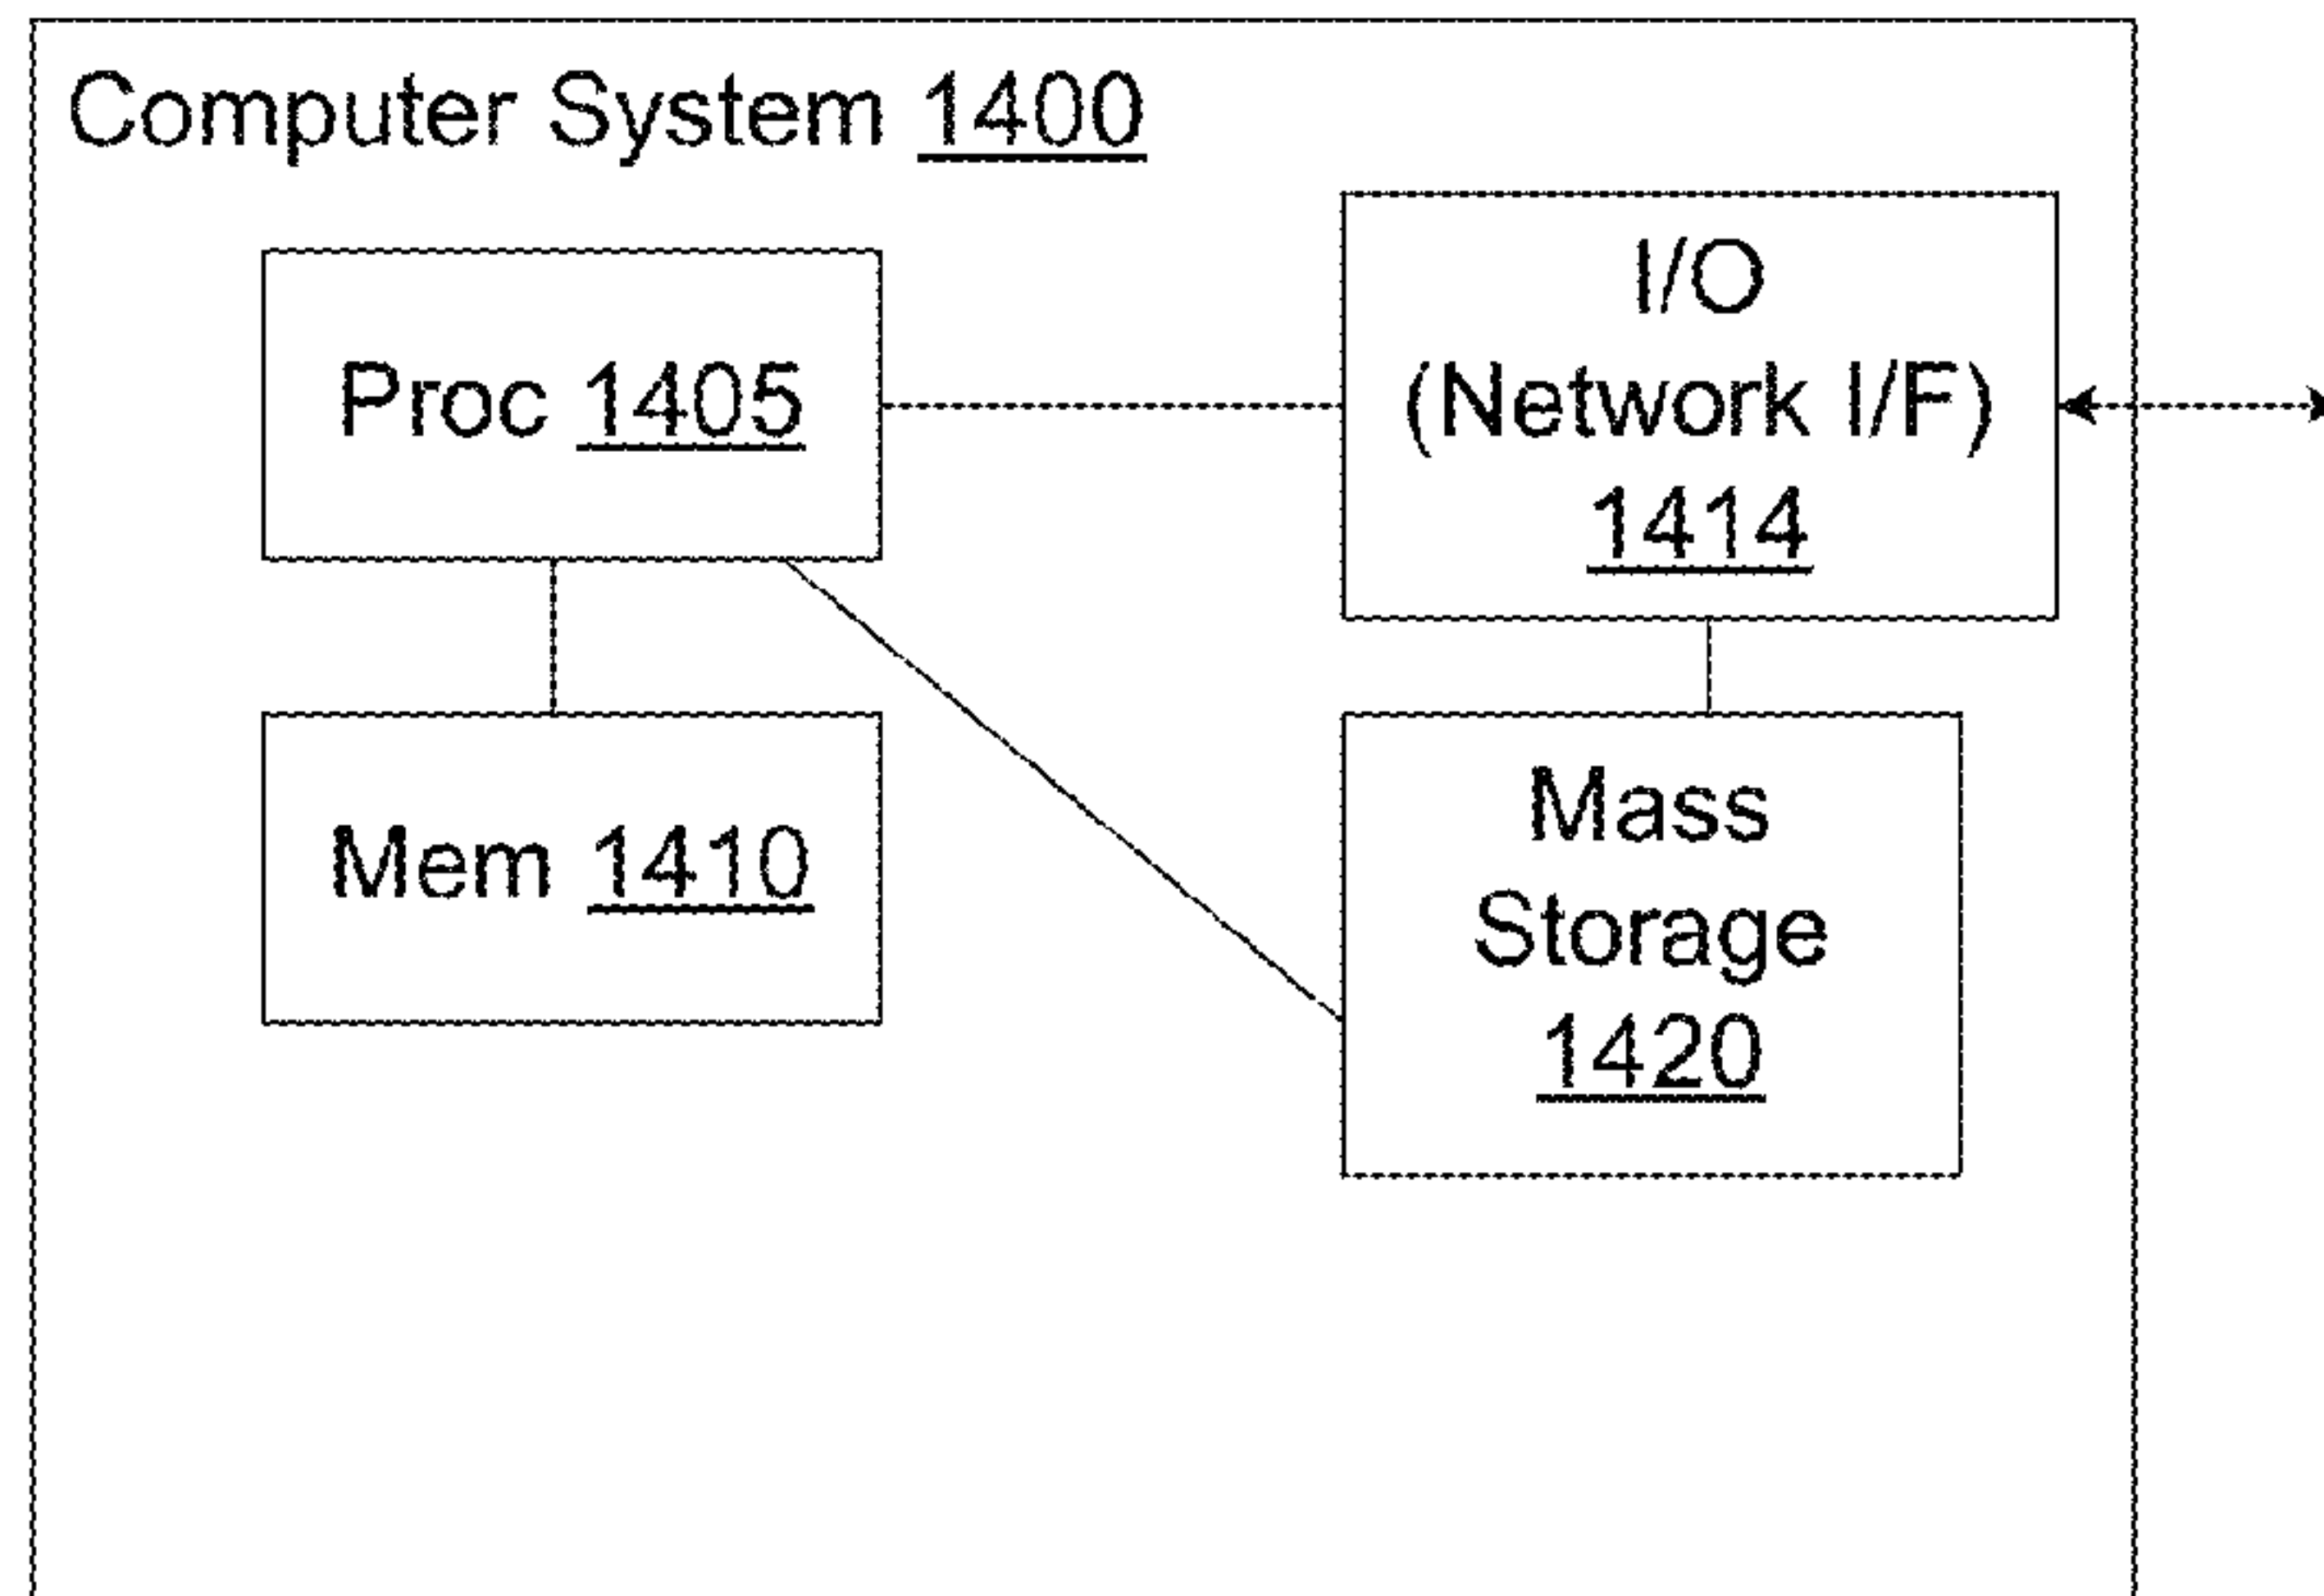 Computer System 1400
Proc 1405
I/O
(Network I/F)
1414
Mem 1410
Mass
Storage
1420